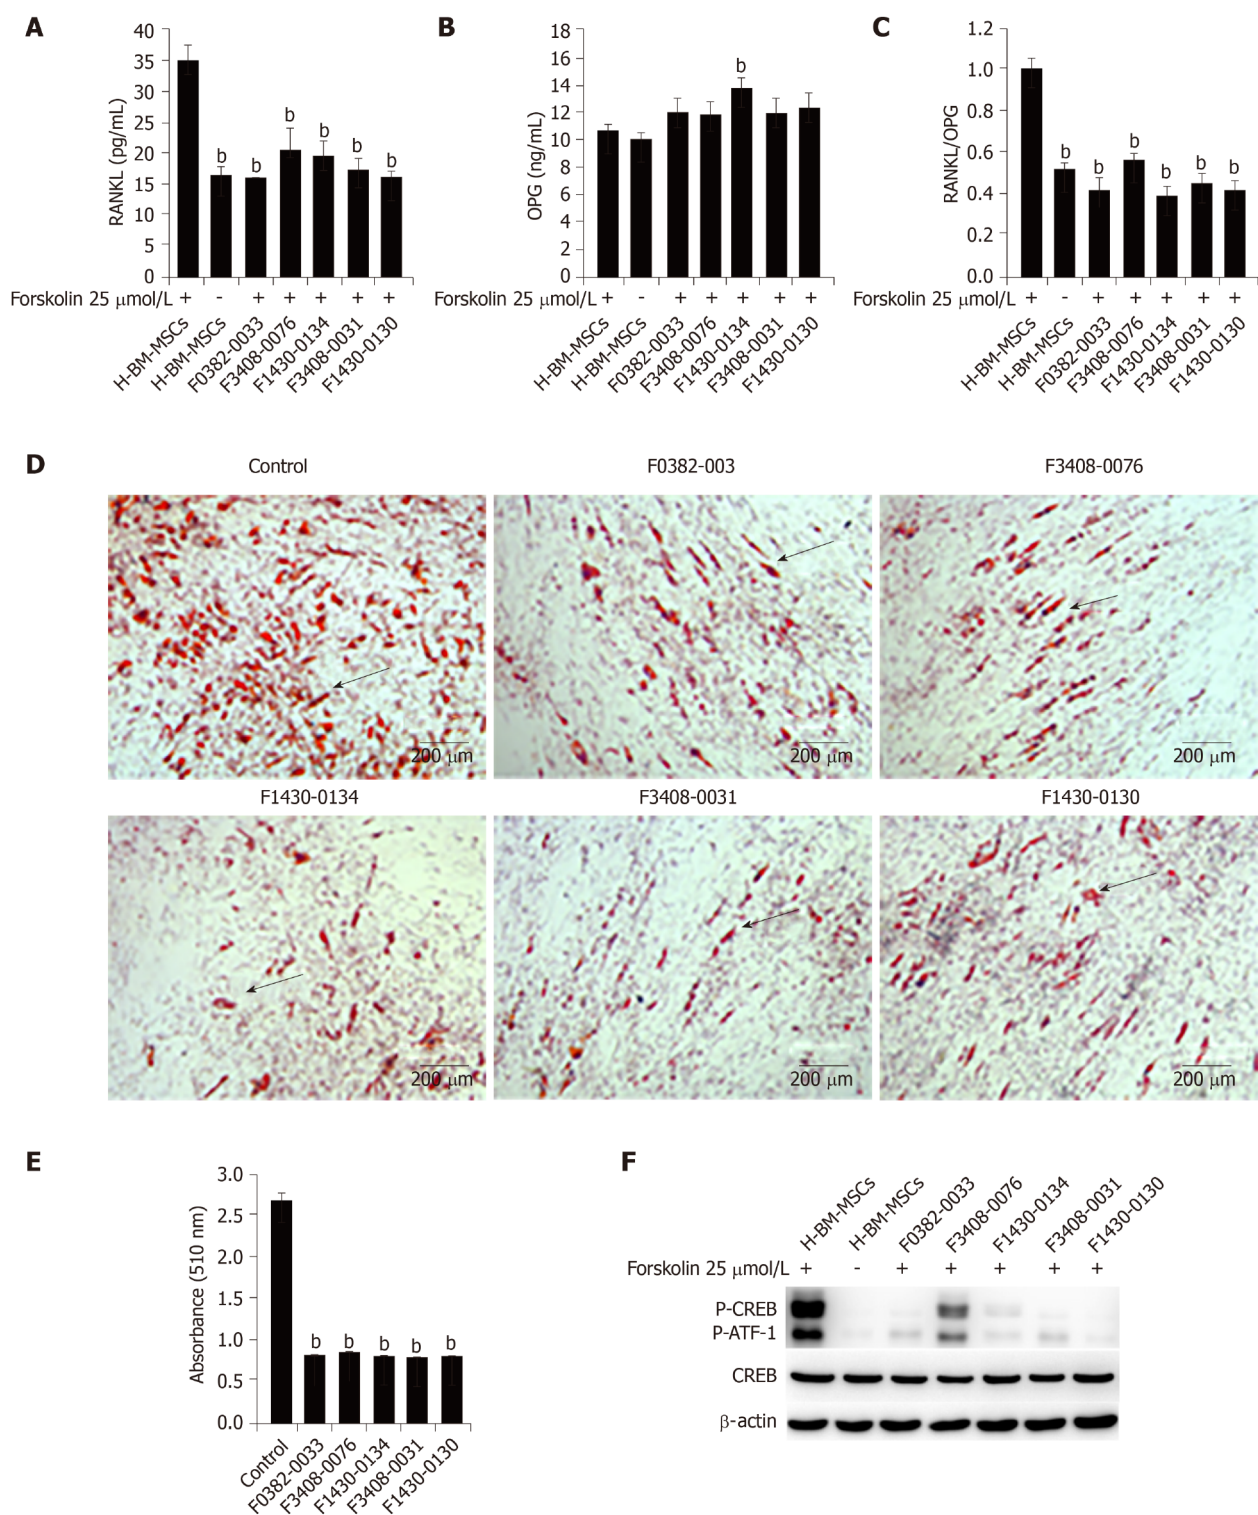 A
RANKL (pg/mL)
40
35
30
25
20
15
10
5
0
b b b b b b
Forskolin 25 μmol/L + - + + + + +
H-BM-MSCs
H-BM-MSCs
F0382-0033
F3408-0076
F1430-0134
F3408-0031
F1430-0130
B
OPG (ng/mL)
18
16
14
12
10
8
6
4
2
0
b
Forskolin 25 μmol/L + - + + + + +
H-BM-MSCs
H-BM-MSCs
F0382-0033
F3408-0076
F1430-0134
F3408-0031
F1430-0130
C
RANKL/OPG
1.2
1.0
0.8
0.6
0.4
0.2
0.0
b b b b b b
Forskolin 25 μmol/L + - + + + + +
H-BM-MSCs
H-BM-MSCs
F0382-0033
F3408-0076
F1430-0134
F3408-0031
F1430-0130
D
Control F0382-003 F3408-0076
200 μm 200 μm 200 μm
F1430-0134 F3408-0031 F1430-0130
200 μm 200 μm 200 μm
E
Absorbance (510 nm)
3.0
2.5
2.0
1.5
1.0
0.5
0.0
b b b b b
Control
F0382-0033
F3408-0076
F1430-0134
F3408-0031
F1430-0130
F
H-BM-MSCs
H-BM-MSCs
F0382-0033
F3408-0076
F1430-0134
F3408-0031
F1430-0130
Forskolin 25 μmol/L + - + + + + +
P-CREB
P-ATF-1
CREB
β-actin